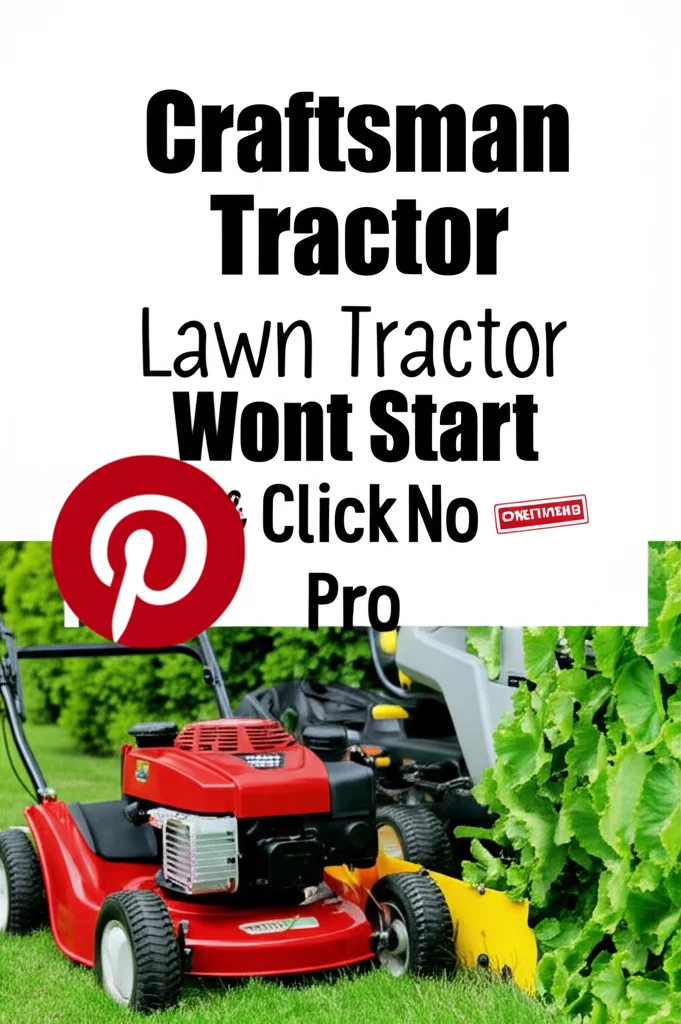 Craftsman
Tractor
Lawn Tractor
Wont Start
& Click No
Pro